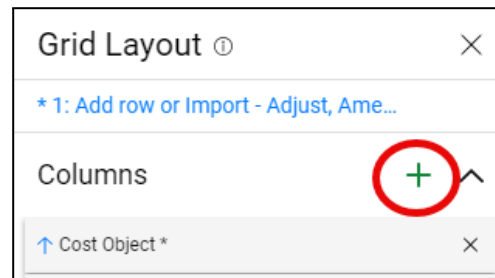 Grid Layout
* 1: Add row or Import - Adjust, Ame...
Columns
Cost Object *